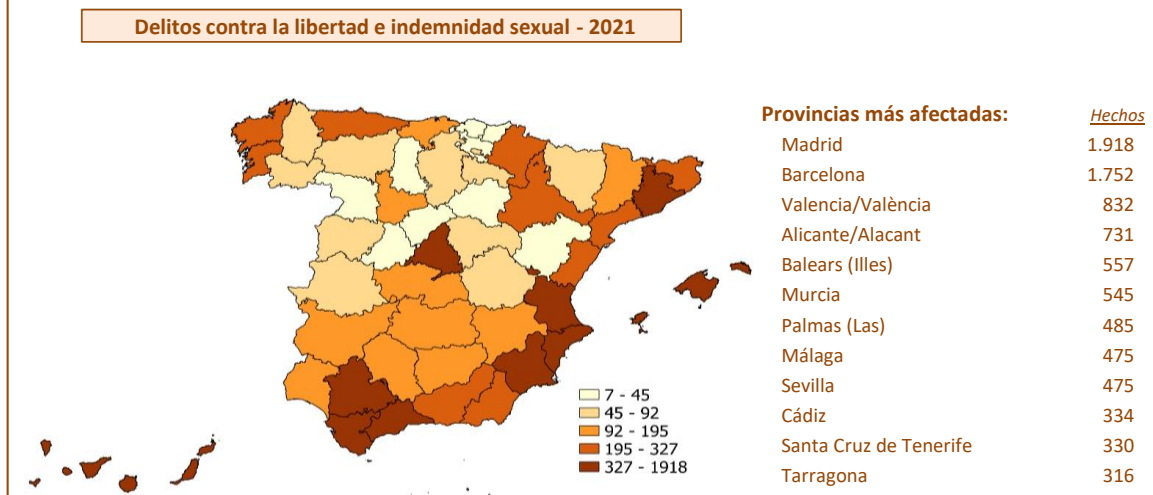 Delitos contra la libertad e indemnidad sexual - 2021
Provincias más afectadas: Hechos
Madrid 1.918
Barcelona 1.752
Valencia/València 832
Alicante/Alacant 731
Balears (Illes) 557
Murcia 545
Palmas (Las) 485
Málaga 475
Sevilla 475
Cádiz 334
Santa Cruz de Tenerife 330
Tarragona 316
7 - 45
45 - 92
92 - 195
195 - 327
327 - 1918